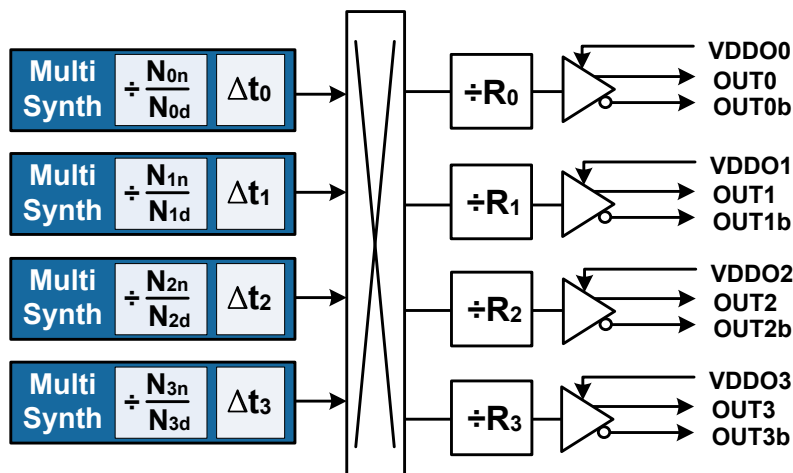 Multi Synth ÷ N0n/N0d Δt0
÷R0
VDDO0
OUT0
OUT0b
Multi Synth ÷ N1n/N1d Δt1
÷R1
VDDO1
OUT1
OUT1b
Multi Synth ÷ N2n/N2d Δt2
÷R2
VDDO2
OUT2
OUT2b
Multi Synth ÷ N3n/N3d Δt3
÷R3
VDDO3
OUT3
OUT3b